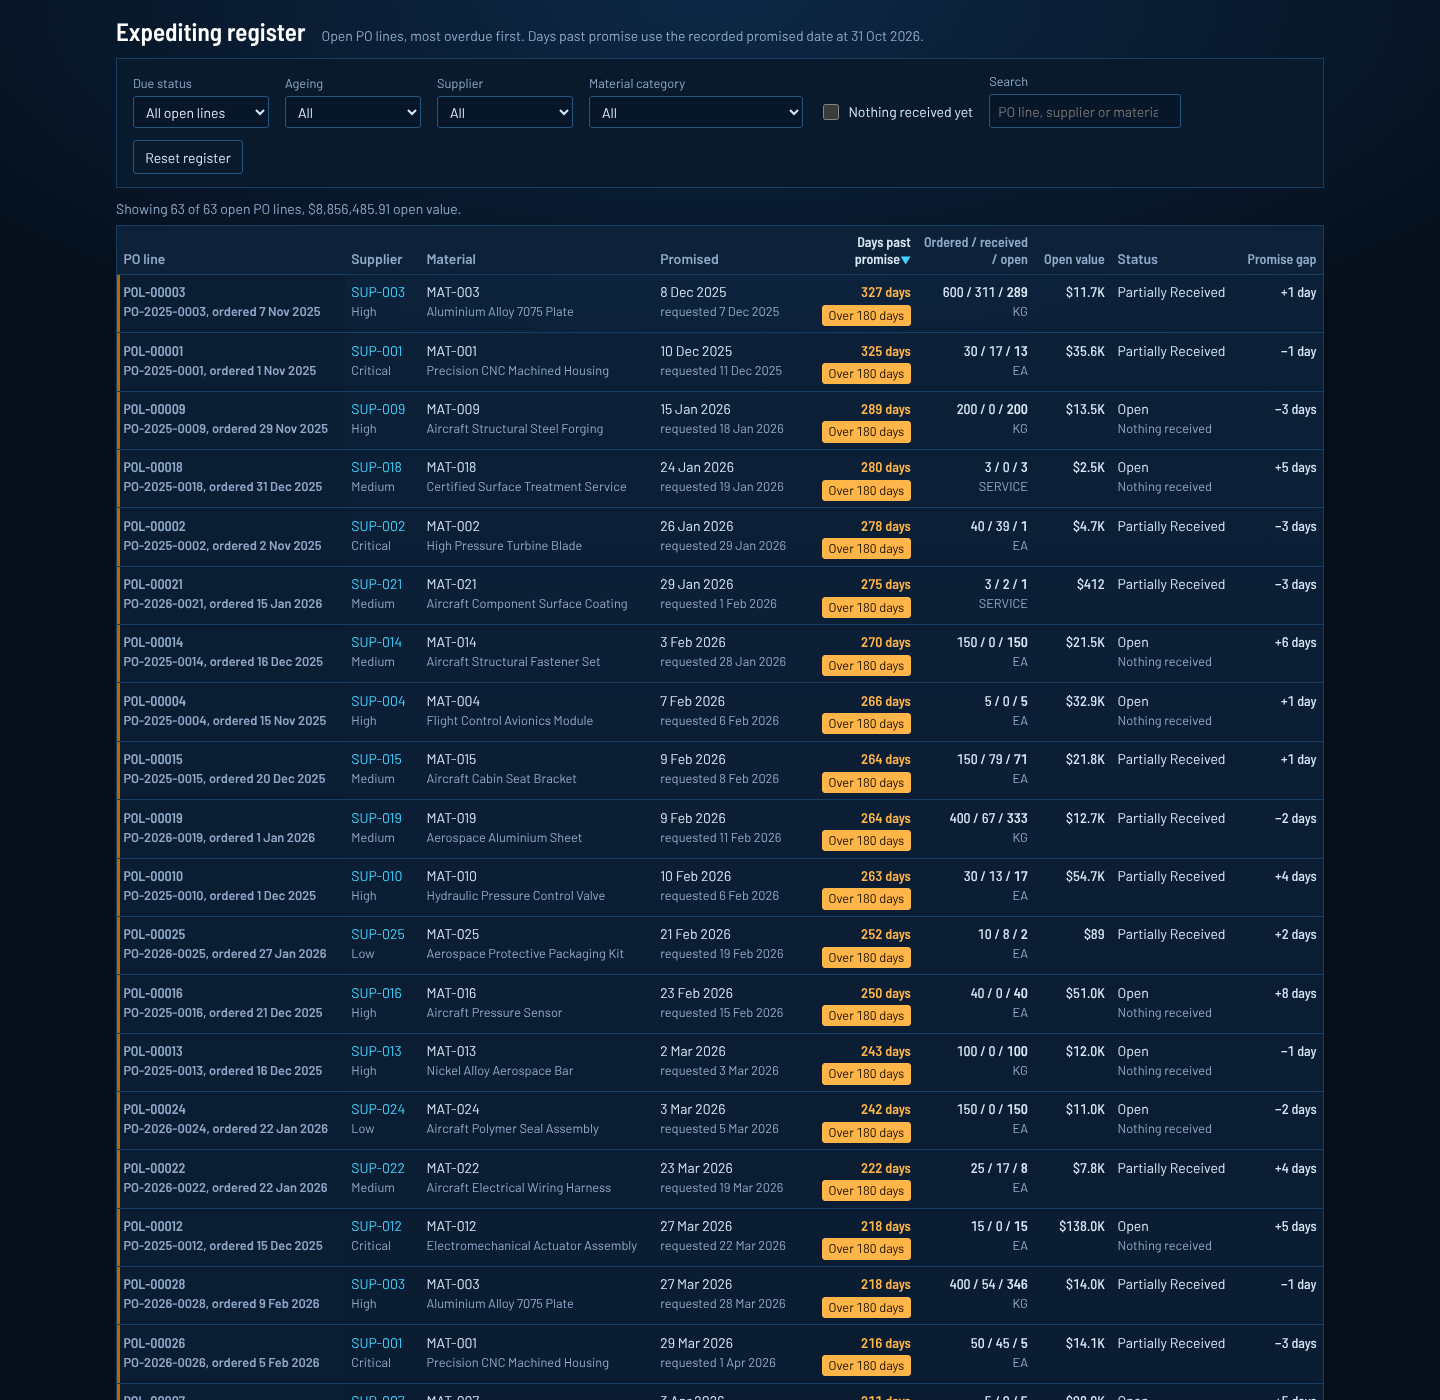 Expediting register Open PO lines, most overdue first. Days past promise use the recorded promised date at 31 Oct 2026.
Due status Ageing Supplier Material category Search
All open lines All All All Nothing received yet PO line, supplier or materia
Reset register
Showing 63 of 63 open PO lines, $8,856,485.91 open value.
Days past Ordered / received
PO line Supplier Material Promised promise▼ / open Open value Status Promise gap
POL-00003 SUP-003 MAT-003 8 Dec 2025 327 days 600 / 311 / 289 $11.7K Partially Received +1 day
PO-2025-0003, ordered 7 Nov 2025 High Aluminium Alloy 7075 Plate requested 7 Dec 2025 Over 180 days KG
POL-00001 SUP-001 MAT-001 10 Dec 2025 325 days 30 / 17 / 13 $35.6K Partially Received −1 day
PO-2025-0001, ordered 1 Nov 2025 Critical Precision CNC Machined Housing requested 11 Dec 2025 Over 180 days EA
POL-00009 SUP-009 MAT-009 15 Jan 2026 289 days 200 / 0 / 200 $13.5K Open −3 days
PO-2025-0009, ordered 29 Nov 2025 High Aircraft Structural Steel Forging requested 18 Jan 2026 Over 180 days KG Nothing received
POL-00018 SUP-018 MAT-018 24 Jan 2026 280 days 3 / 0 / 3 $2.5K Open +5 days
PO-2025-0018, ordered 31 Dec 2025 Medium Certified Surface Treatment Service requested 19 Jan 2026 Over 180 days SERVICE Nothing received
POL-00002 SUP-002 MAT-002 26 Jan 2026 278 days 40 / 39 / 1 $4.7K Partially Received −3 days
PO-2025-0002, ordered 2 Nov 2025 Critical High Pressure Turbine Blade requested 29 Jan 2026 Over 180 days EA
POL-00021 SUP-021 MAT-021 29 Jan 2026 275 days 3 / 2 / 1 $412 Partially Received −3 days
PO-2026-0021, ordered 15 Jan 2026 Medium Aircraft Component Surface Coating requested 1 Feb 2026 Over 180 days SERVICE
POL-00014 SUP-014 MAT-014 3 Feb 2026 270 days 150 / 0 / 150 $21.5K Open +6 days
PO-2025-0014, ordered 16 Dec 2025 Medium Aircraft Structural Fastener Set requested 28 Jan 2026 Over 180 days EA Nothing received
POL-00004 SUP-004 MAT-004 7 Feb 2026 266 days 5 / 0 / 5 $32.9K Open +1 day
PO-2025-0004, ordered 15 Nov 2025 High Flight Control Avionics Module requested 6 Feb 2026 Over 180 days EA Nothing received
POL-00015 SUP-015 MAT-015 9 Feb 2026 264 days 150 / 79 / 71 $21.8K Partially Received +1 day
PO-2025-0015, ordered 20 Dec 2025 Medium Aircraft Cabin Seat Bracket requested 8 Feb 2026 Over 180 days EA
POL-00019 SUP-019 MAT-019 9 Feb 2026 264 days 400 / 67 / 333 $12.7K Partially Received −2 days
PO-2026-0019, ordered 1 Jan 2026 Medium Aerospace Aluminium Sheet requested 11 Feb 2026 Over 180 days KG
POL-00010 SUP-010 MAT-010 10 Feb 2026 263 days 30 / 13 / 17 $54.7K Partially Received +4 days
PO-2025-0010, ordered 1 Dec 2025 High Hydraulic Pressure Control Valve requested 6 Feb 2026 Over 180 days EA
POL-00025 SUP-025 MAT-025 21 Feb 2026 252 days 10 / 8 / 2 $89 Partially Received +2 days
PO-2026-0025, ordered 27 Jan 2026 Low Aerospace Protective Packaging Kit requested 19 Feb 2026 Over 180 days EA
POL-00016 SUP-016 MAT-016 23 Feb 2026 250 days 40 / 0 / 40 $51.0K Open +8 days
PO-2025-0016, ordered 21 Dec 2025 High Aircraft Pressure Sensor requested 15 Feb 2026 Over 180 days EA Nothing received
POL-00013 SUP-013 MAT-013 2 Mar 2026 243 days 100 / 0 / 100 $12.0K Open −1 day
PO-2025-0013, ordered 16 Dec 2025 High Nickel Alloy Aerospace Bar requested 3 Mar 2026 Over 180 days KG Nothing received
POL-00024 SUP-024 MAT-024 3 Mar 2026 242 days 150 / 0 / 150 $11.0K Open −2 days
PO-2026-0024, ordered 22 Jan 2026 Low Aircraft Polymer Seal Assembly requested 5 Mar 2026 Over 180 days EA Nothing received
POL-00022 SUP-022 MAT-022 23 Mar 2026 222 days 25 / 17 / 8 $7.8K Partially Received +4 days
PO-2026-0022, ordered 22 Jan 2026 Medium Aircraft Electrical Wiring Harness requested 19 Mar 2026 Over 180 days EA
POL-00012 SUP-012 MAT-012 27 Mar 2026 218 days 15 / 0 / 15 $138.0K Open +5 days
PO-2025-0012, ordered 15 Dec 2025 Critical Electromechanical Actuator Assembly requested 22 Mar 2026 Over 180 days EA Nothing received
POL-00028 SUP-003 MAT-003 27 Mar 2026 218 days 400 / 54 / 346 $14.0K Partially Received −1 day
PO-2026-0028, ordered 9 Feb 2026 High Aluminium Alloy 7075 Plate requested 28 Mar 2026 Over 180 days KG
POL-00026 SUP-001 MAT-001 29 Mar 2026 216 days 50 / 45 / 5 $14.1K Partially Received −3 days
PO-2026-0026, ordered 5 Feb 2026 Critical Precision CNC Machined Housing requested 1 Apr 2026 Over 180 days EA